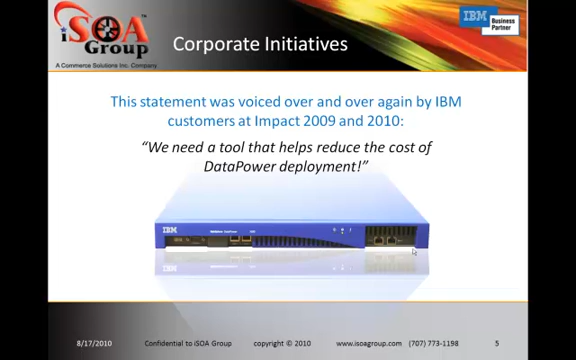 iSOA
Group
™
A Commerce Solutions Inc. Company
Corporate Initiatives
IBM
Business
Partner
This statement was voiced over and over again by IBM
customers at Impact 2009 and 2010:
“We need a tool that helps reduce the cost of
DataPower deployment!”
IBM
8/17/2010 Confidential to iSOA Group copyright © 2010 www.isoagroup.com (707) 773-1198 5